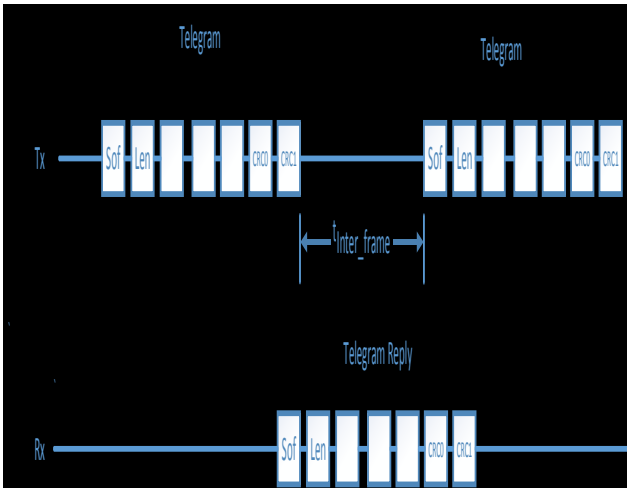 Telegram
Telegram
Tx
Sof Len CRC0 CRC1
Sof Len CRC0 CRC1
tInter_frame
Telegram Reply
Rx
Sof Len CRC0 CRC1